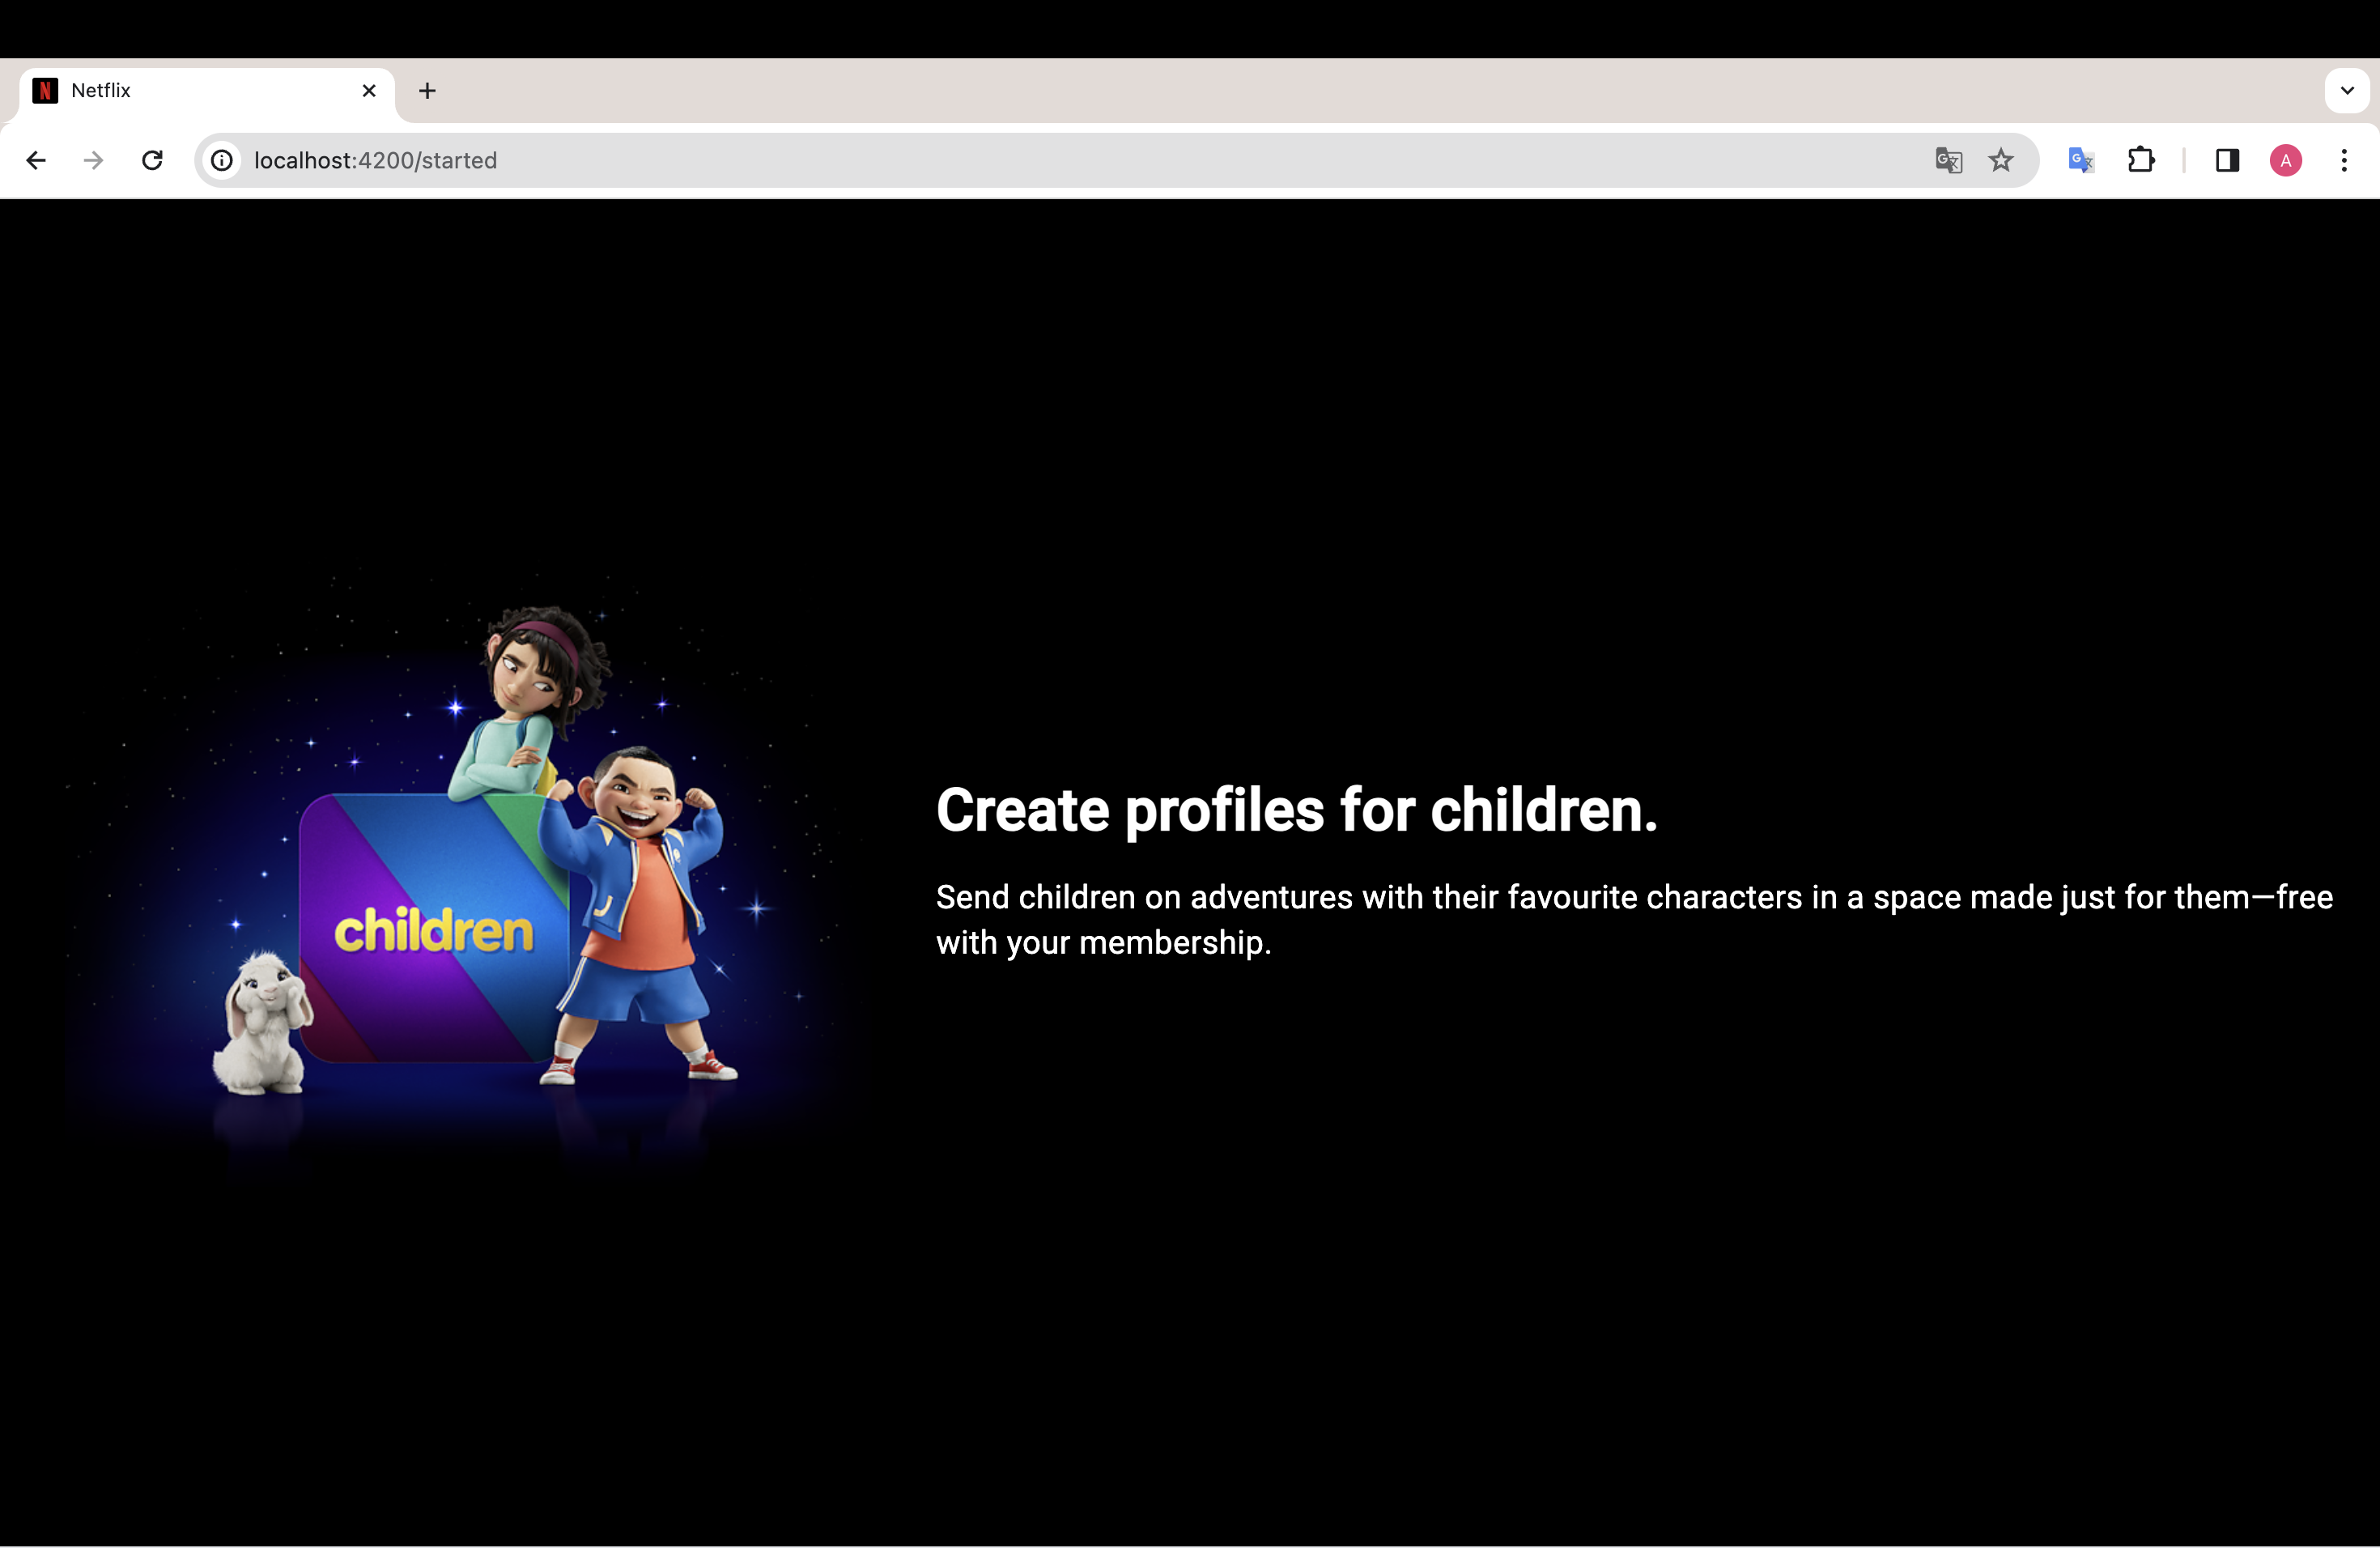 Netflix
localhost:4200/started
A
children
Create profiles for children.
Send children on adventures with their favourite characters in a space made just for them—free
with your membership.